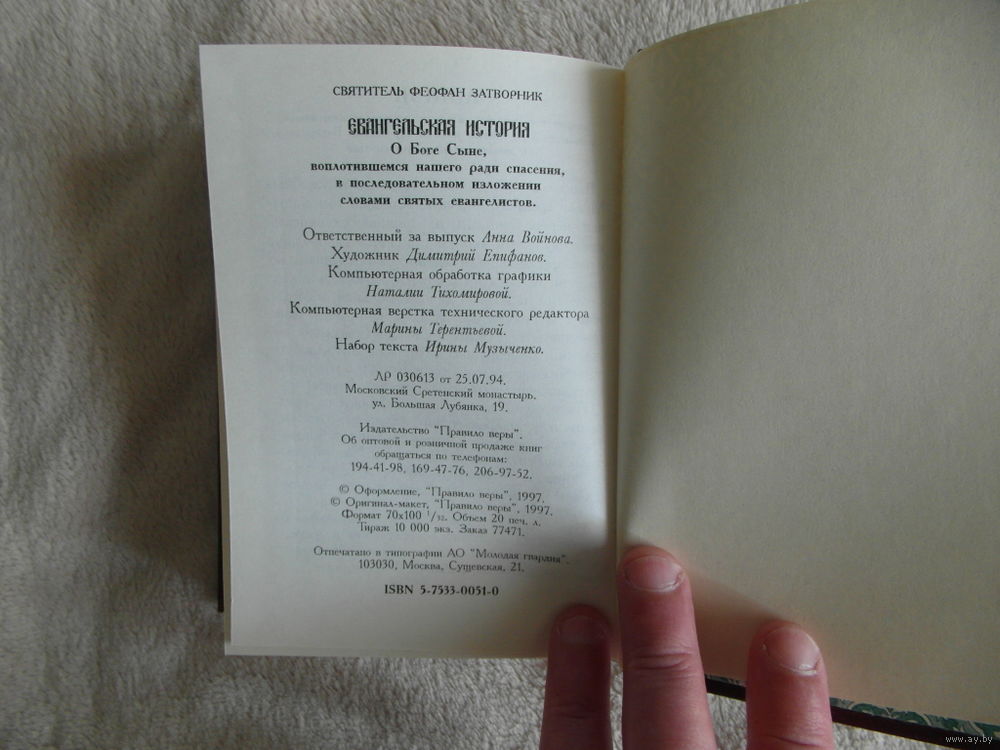 СВЯТИТЕЛЬ ФЕОФАН ЗАТВОРНИК
ЕВАНГЕЛЬСКАЯ ИСТОРИЯ
О Боге Сыне,
воплотившемся нашего ради спасения,
в последовательном изложении
словами святых евангелистов.
Ответственный за выпуск Анна Войнова.
Художник Димитрий Епифанов.
Компьютерная обработка графики
Наталии Тихомировой.
Компьютерная верстка технического редактора
Марины Терентьевой.
Набор текста Ирины Музыченко.
ЛР 030613 от 25.07.94.
Московский Сретенский монастырь.
ул. Большая Лубянка, 19.
Издательство "Правило веры".
Об оптовой и розничной продаже книг
обращаться по телефонам:
194-41-98, 169-47-76, 206-97-52.
© Оформление, "Правило веры", 1997.
© Оригинал-макет, "Правило веры", 1997.
Формат 70х100 1/32. Объем 20 печ. л.
Тираж 10 000 экз. Заказ 77471.
Отпечатано в типографии АО "Молодая гвардия".
103030, Москва, Сущевская, 21.
ISBN 5-7533-0051-0
www.ay.by